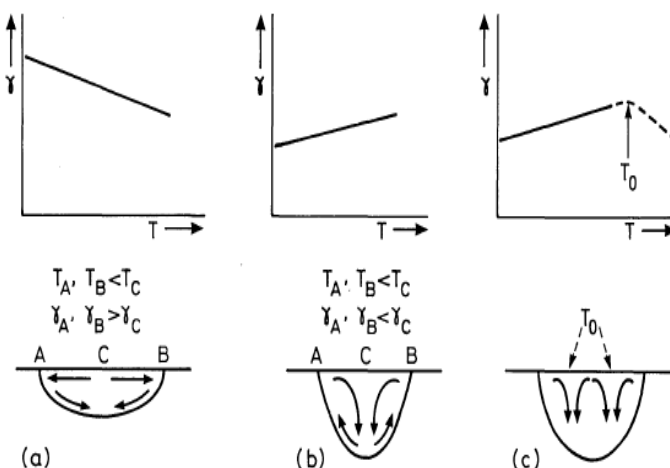 γ
T
γ
T
γ
T₀
T
T_A, T_B<T_C
γ_A, γ_B>γ_C
A C B
(a)
T_A, T_B<T_C
γ_A, γ_B<γ_C
A C B
(b)
T₀
(c)